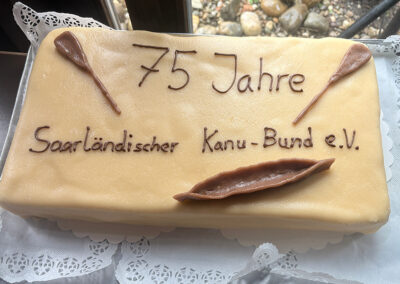 75 Jahre
Saarländischer Kanu-Bund e.V.